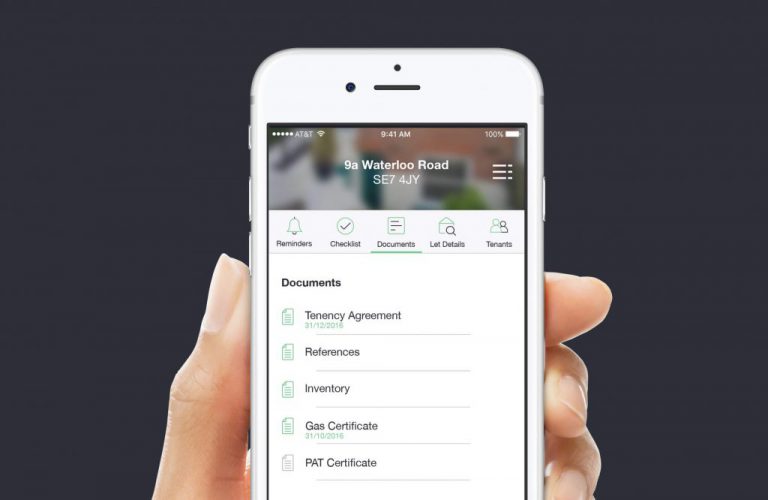 AT&T 9:41 AM 100%
9a Waterloo Road
SE7 4JY
Reminders Checklist Documents Let Details Tenants
Documents
Tenency Agreement
31/12/2016
References
Inventory
Gas Certificate
31/10/2016
PAT Certificate